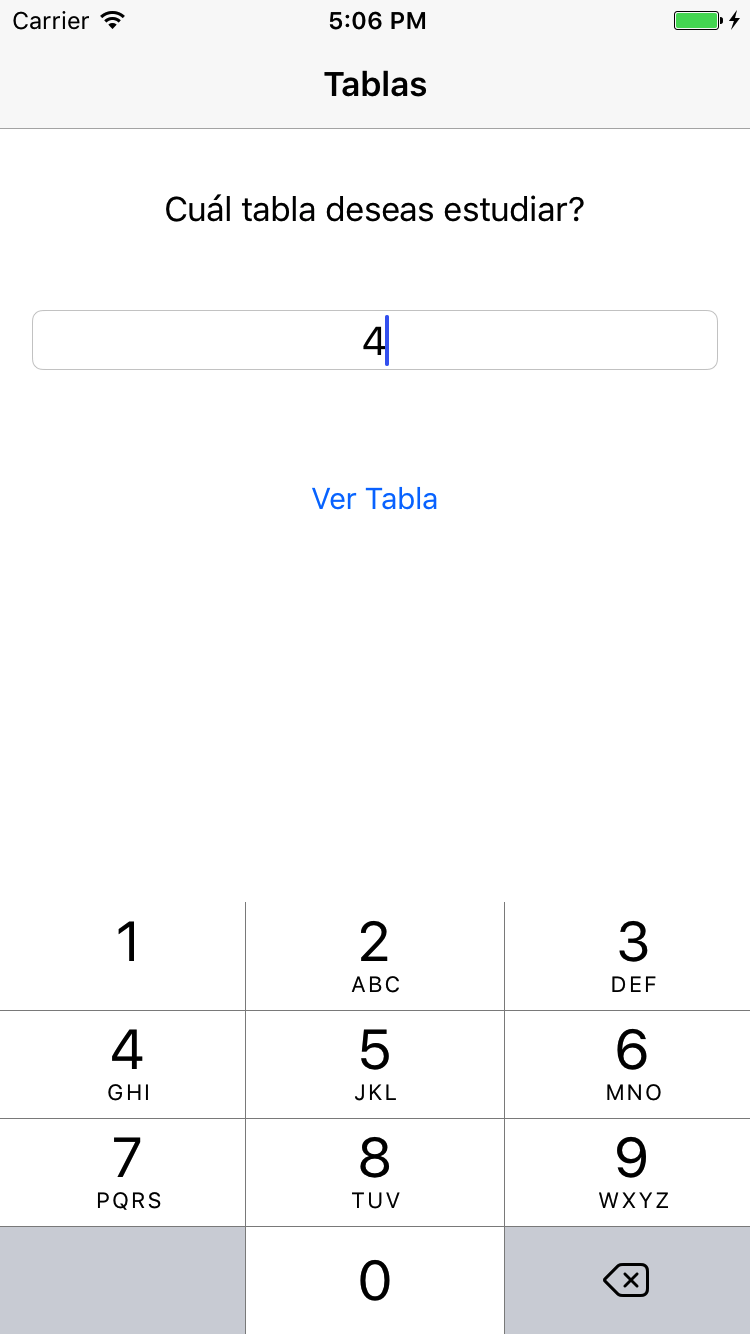 Carrier 5:06 PM
Tablas
Cuál tabla deseas estudiar?
4
Ver Tabla
1 2 3
ABC DEF
4 5 6
GHI JKL MNO
7 8 9
PQRS TUV WXYZ
0